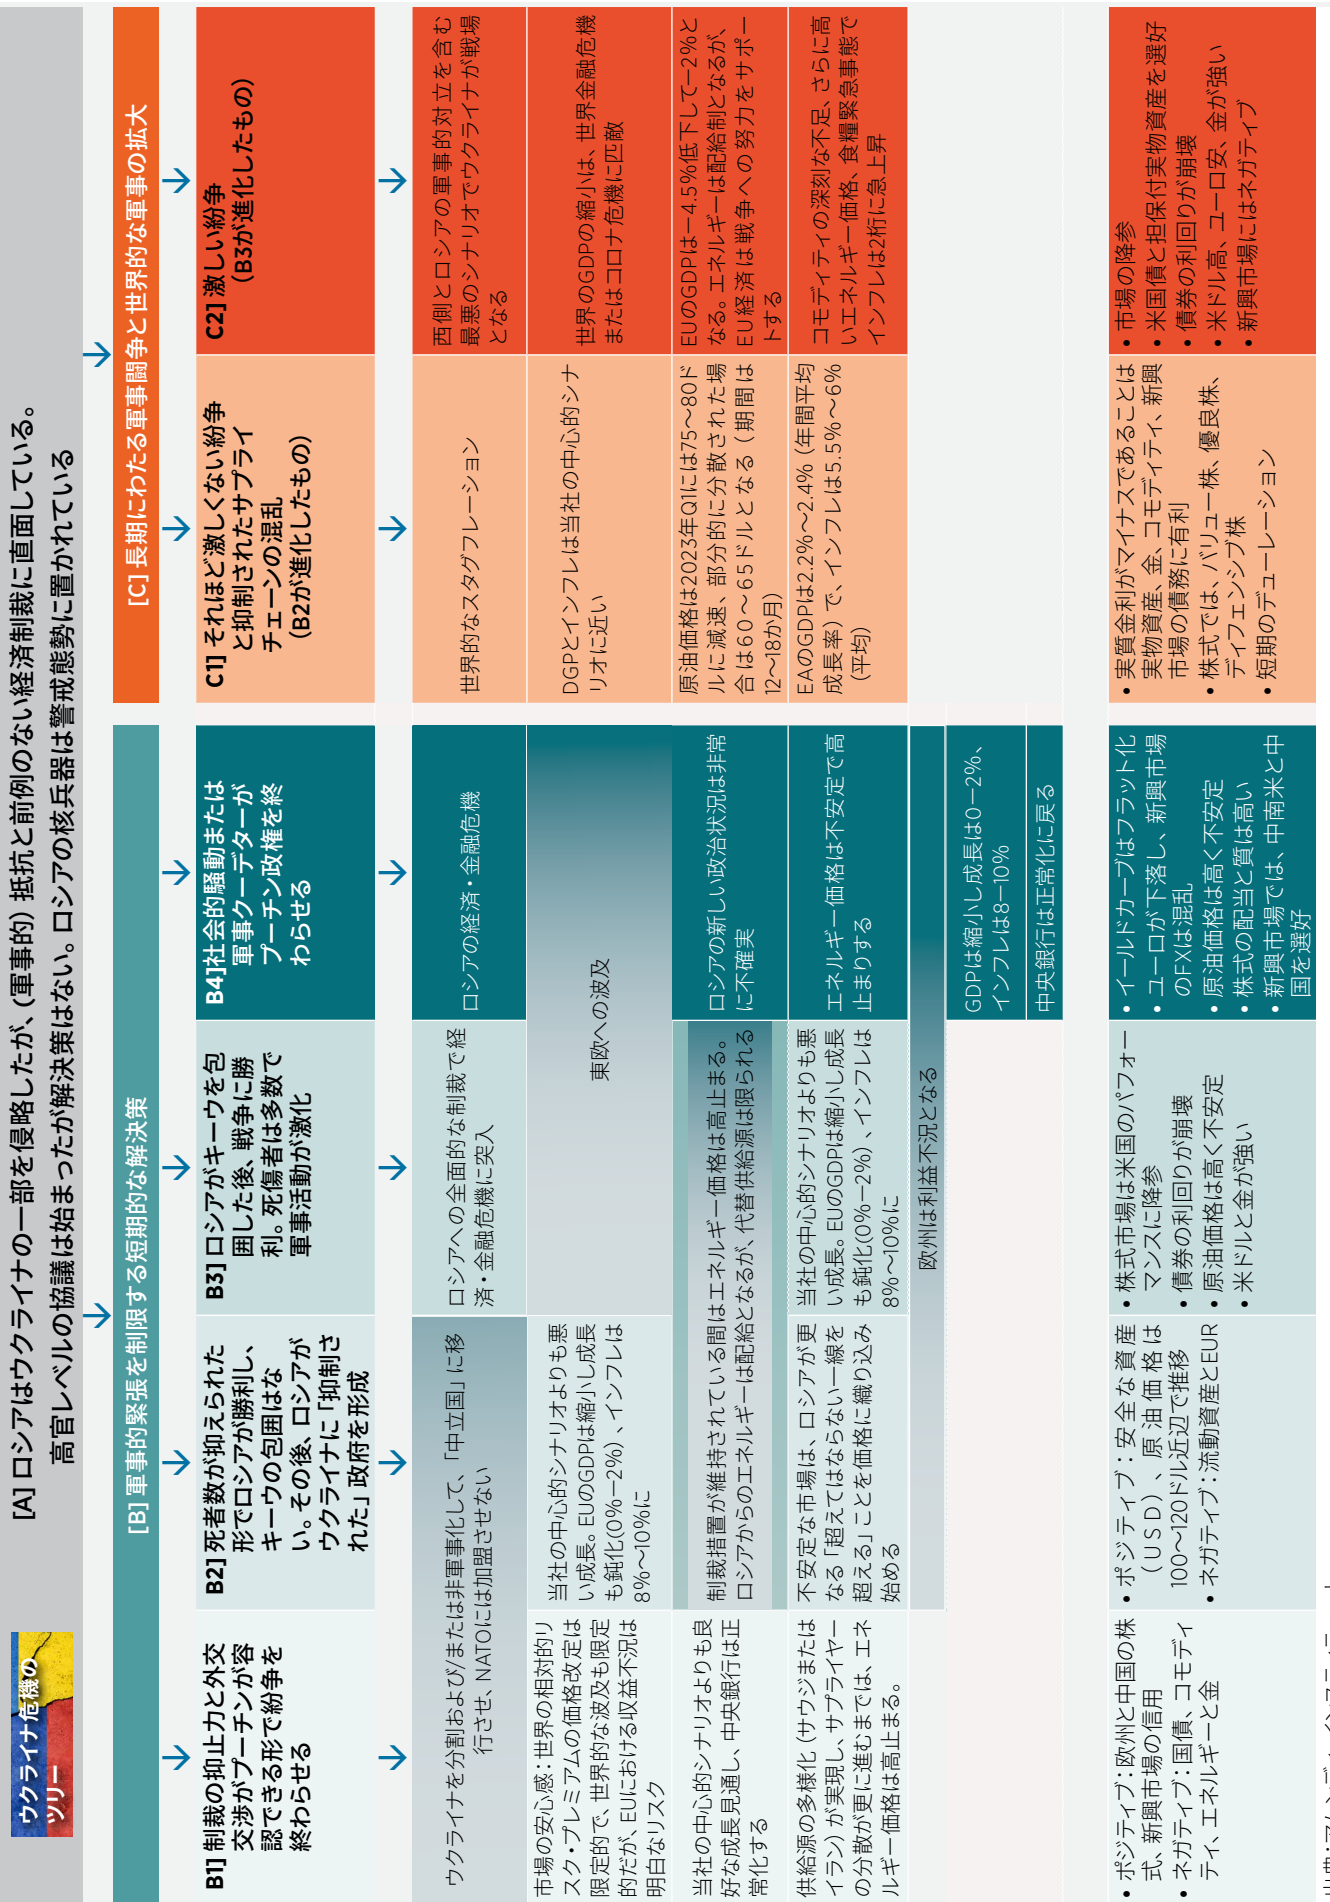 ウクライナ危機の
ツリー
[A] ロシアはウクライナの一部を侵略したが、（軍事的）抵抗と前例のない経済制裁に直面している。
高官レベルの協議は始まったが解決策はない。ロシアの核兵器は警戒態勢に置かれている
[B] 軍事的緊張を制限する短期的な解決策
[C] 長期にわたる軍事闘争と世界的な軍事の拡大
B1] 制裁の抑止力と外交
交渉がプーチンが容
認できる形で紛争を
終わらせる
B2] 死者数が抑えられた
形でロシアが勝利し、
キーウの包囲はな
い。その後、ロシアが
ウクライナに「抑制さ
れた」政府を形成
B3] ロシアがキーウを包
囲した後、戦争に勝
利。死傷者は多数で
軍事活動が激化
B4]社会的騒動または
軍事クーデターが
プーチン政権を終
わらせる
C1] それほど激しくない紛争
と抑制されたサプライ
チェーンの混乱
（B2が進化したもの）
C2] 激しい紛争
（B3が進化したもの）
ウクライナを分割および/または非軍事化して、「中立国」に移
行させ、NATOには加盟させない
ロシアへの全面的な制裁で経
済・金融危機に突入
ロシアの経済・金融危機
世界的なスタグフレーション
西側とロシアの軍事的対立を含む
最悪のシナリオでウクライナが戦場
となる
市場の安心感：世界の相対的リ
スク・プレミアムの価格改定は
限定的で、世界的な波及も限定
的だが、EUにおける収益不況は
明白なリスク
当社の中心的シナリオよりも悪
い成長。EUのGDPは縮小し成長
も鈍化(0%ー2%)、インフレは
8%～10%に
東欧への波及
DGPとインフレは当社の中心的シナ
リオに近い
世界のGDPの縮小は、世界金融危機
またはコロナ危機に匹敵
当社の中心的シナリオよりも良
好な成長見通し、中央銀行は正
常化する
制裁措置が維持されている間はエネルギー価格は高止まる。
ロシアからのエネルギーは配給となるが、代替供給源は限られる
ロシアの新しい政治状況は非常
に不確実
原油価格は2023年Q1には75～80ド
ルに減速、部分的に分散された場
合は60～65ドルとなる（期間は
12～18か月）
EUのGDPはー4.5%低下してー2%と
なる。エネルギーは配給制となるが、
EU経済は戦争への努力をサポー
トする
供給源の多様化（サウジまたは
イラン）が実現し、サプライヤー
の分散が更に進むまでは、エネ
ルギー価格は高止まる。
不安定な市場は、ロシアが更
なる「超えてはならない一線を
超える」ことを価格に織り込み
始める
当社の中心的シナリオよりも悪
い成長。EUのGDPは縮小し成長
も鈍化(0%ー2%)、インフレは
8%～10%に
エネルギー価格は不安定で高
止まりする
EAのGDPは2.2%～2.4%（年間平均
成長率）で、インフレは5.5%～6%
（平均）
コモディティの深刻な不足、さらに高
いエネルギー価格、食糧緊急事態で
インフレは2桁に急上昇
欧州は利益不況となる
GDPは縮小し成長は0ー2%、
インフレは8ー10%
中央銀行は正常化に戻る
• ポジティブ：欧州と中国の株
式、新興市場の信用
• ネガティブ：国債、コモディ
ティ、エネルギーと金
• ポジティブ：安全な資産
（USD）、原油価格は
100～120ドル近辺で推移
• ネガティブ：流動資産とEUR
• 株式市場は米国のパフォー
マンスに降参
• 債券の利回りが崩壊
• 原油価格は高く不安定
• 米ドルと金が強い
• イールドカーブはフラット化
• ユーロが下落し、新興市場
のFXは混乱
• 原油価格は高く不安定
• 株式の配当と質は高い
• 新興市場では、中南米と中
国を選好
• 実質金利がマイナスであることは
実物資産、金、コモディティ、新興
市場の債務に有利
• 株式では、バリュー株、優良株、
ディフェンシブ株
• 短期のデューレーション
• 市場の降参
• 米国債と担保付実物資産を選好
• 債券の利回りが崩壊
• 米ドル高、ユーロ安、金が強い
• 新興市場にはネガティブ